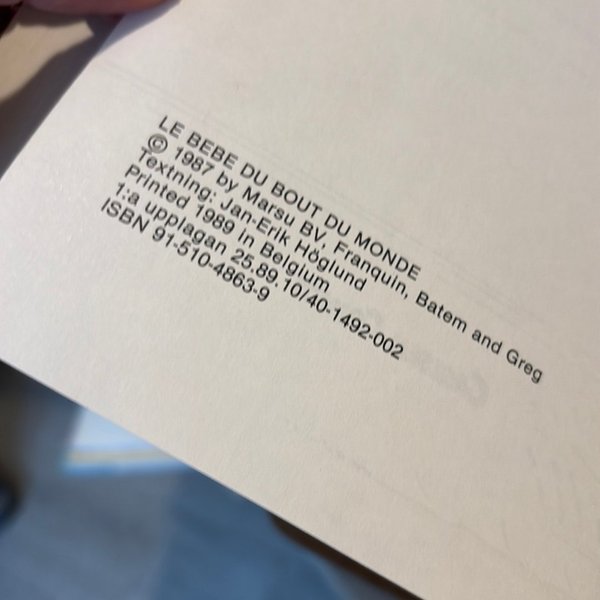 LE BEBE DU BOUT DU MONDE
© 1987 by Marsu BV, Franquin, Batem and Greg
Textning: Jan-Erik Höglund
Printed 1989 in Belgium
1:a upplagan 25.89.10/40-1492-002
ISBN 91-510-4863-9